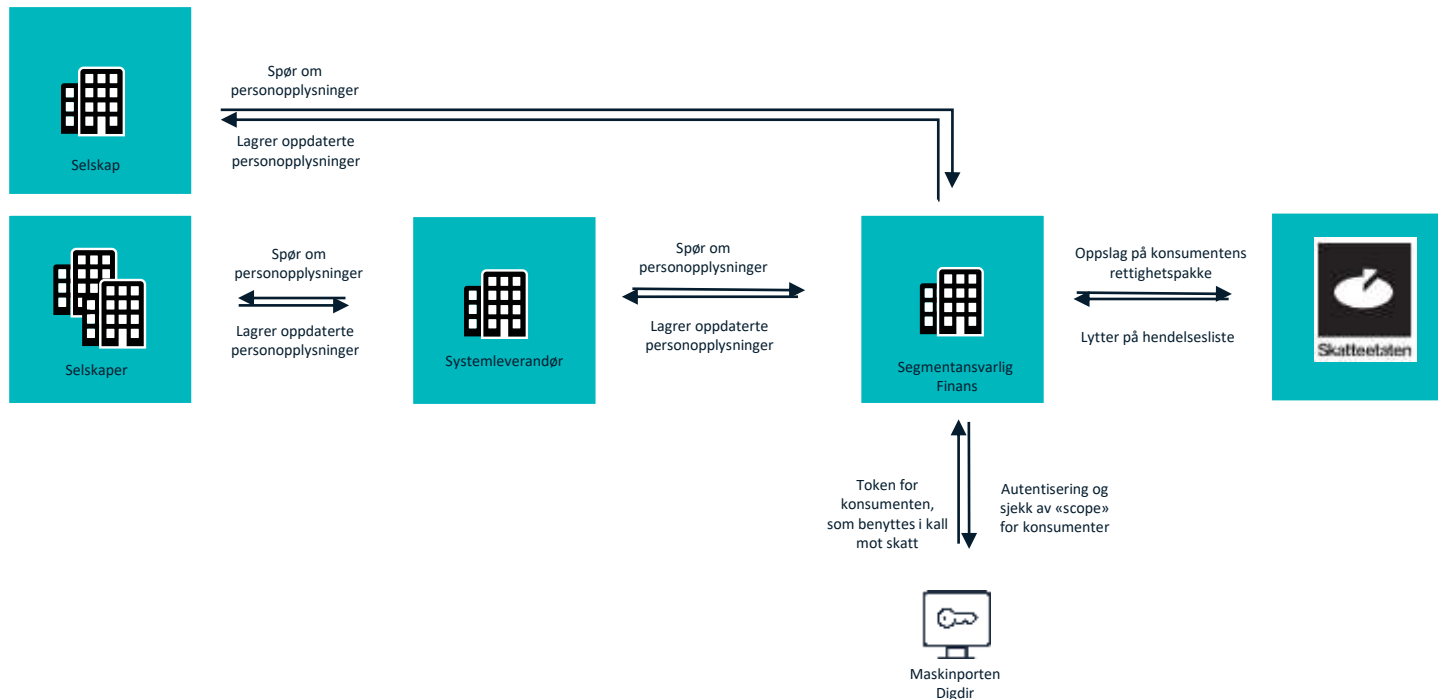 Spør om
personopplysninger
Lagrer oppdaterte
personopplysninger
Selskap
Spør om
personopplysninger
Lagrer oppdaterte
personopplysninger
Selskaper
Systemleverandør
Spør om
personopplysninger
Lagrer oppdaterte
personopplysninger
Segmentansvarlig
Finans
Oppslag på konsumentens
rettighetspakke
Lytter på hendelsesliste
Skatteetaten
Token for
konsumenten,
som benyttes i kall
mot skatt
Autentisering og
sjekk av «scope»
for konsumenter
Maskinporten
Digdir